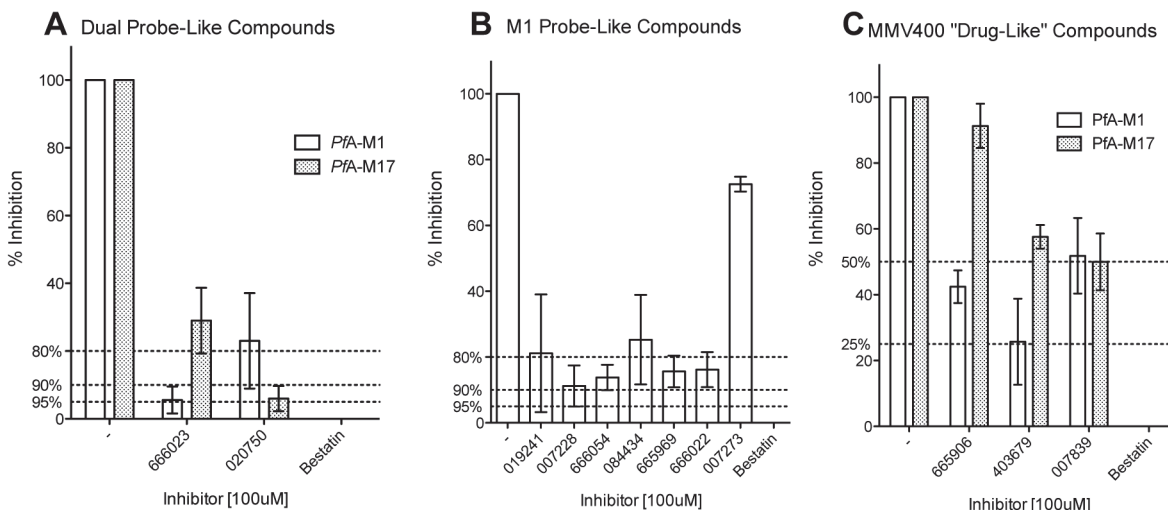 A Dual Probe-Like Compounds
% Inhibition
100
80
60
40
80%
90%
95%
0
PfA-M1
PfA-M17
-
666023
020750
Bestatin
Inhibitor [100uM]
B M1 Probe-Like Compounds
% Inhibition
100
80
60
40
80%
90%
95%
0
-
019241
007228
666054
084434
665969
666022
007273
Bestatin
Inhibitor [100uM]
C MMV400 "Drug-Like" Compounds
% Inhibition
100
80
60
50%
40
25%
20
0
PfA-M1
PfA-M17
-
665906
403679
007839
Bestatin
Inhibitor [100uM]